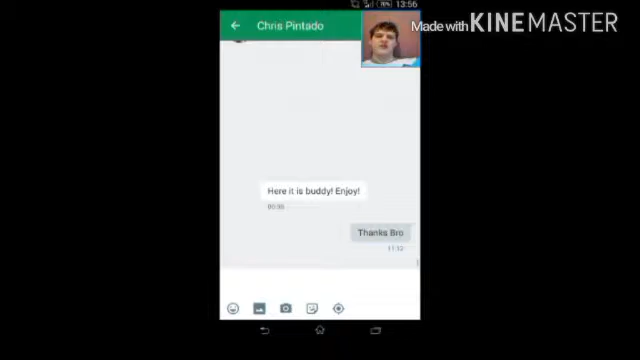 13:56
Made with KINEMASTER
Chris Pintado
Here it is buddy! Enjoy!
Thanks Bro